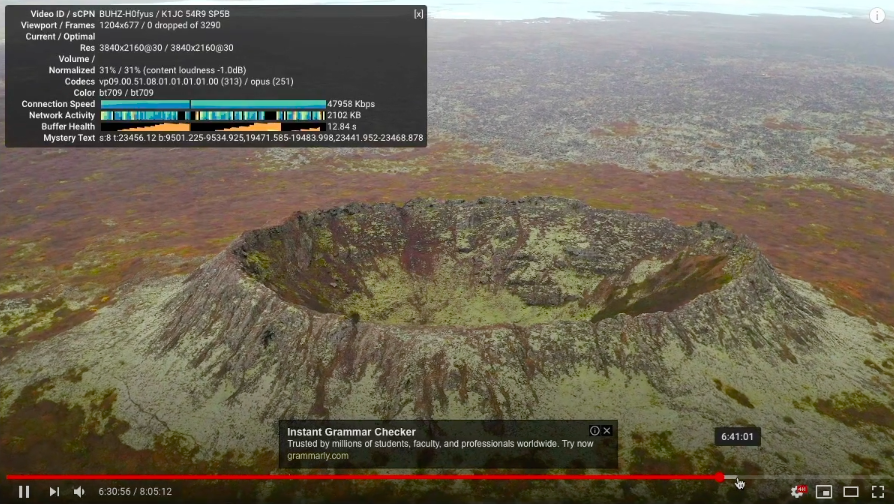 Video ID / sCPN BUHZ-H0fyus / K1JC 54R9 SP5B [x]
Viewport / Frames 1204x677 / 0 dropped of 3290
Current / Optimal
Res 3840x2160@30 / 3840x2160@30
Volume /
Normalized 31% / 31% (content loudness -1.0dB)
Codecs vp09.00.51.08.01.01.01.01.00 (313) / opus (251)
Color bt709 / bt709
Connection Speed 47958 Kbps
Network Activity 2102 KB
Buffer Health 12.84 s
Mystery Text s:8 t:23456.12 b:9501.225-9534.925,19471.585-19483.998,23441.952-23468.878
Instant Grammar Checker
Trusted by millions of students, faculty, and professionals worldwide. Try now
grammarly.com
6:41:01
6:30:56 / 8:05:12